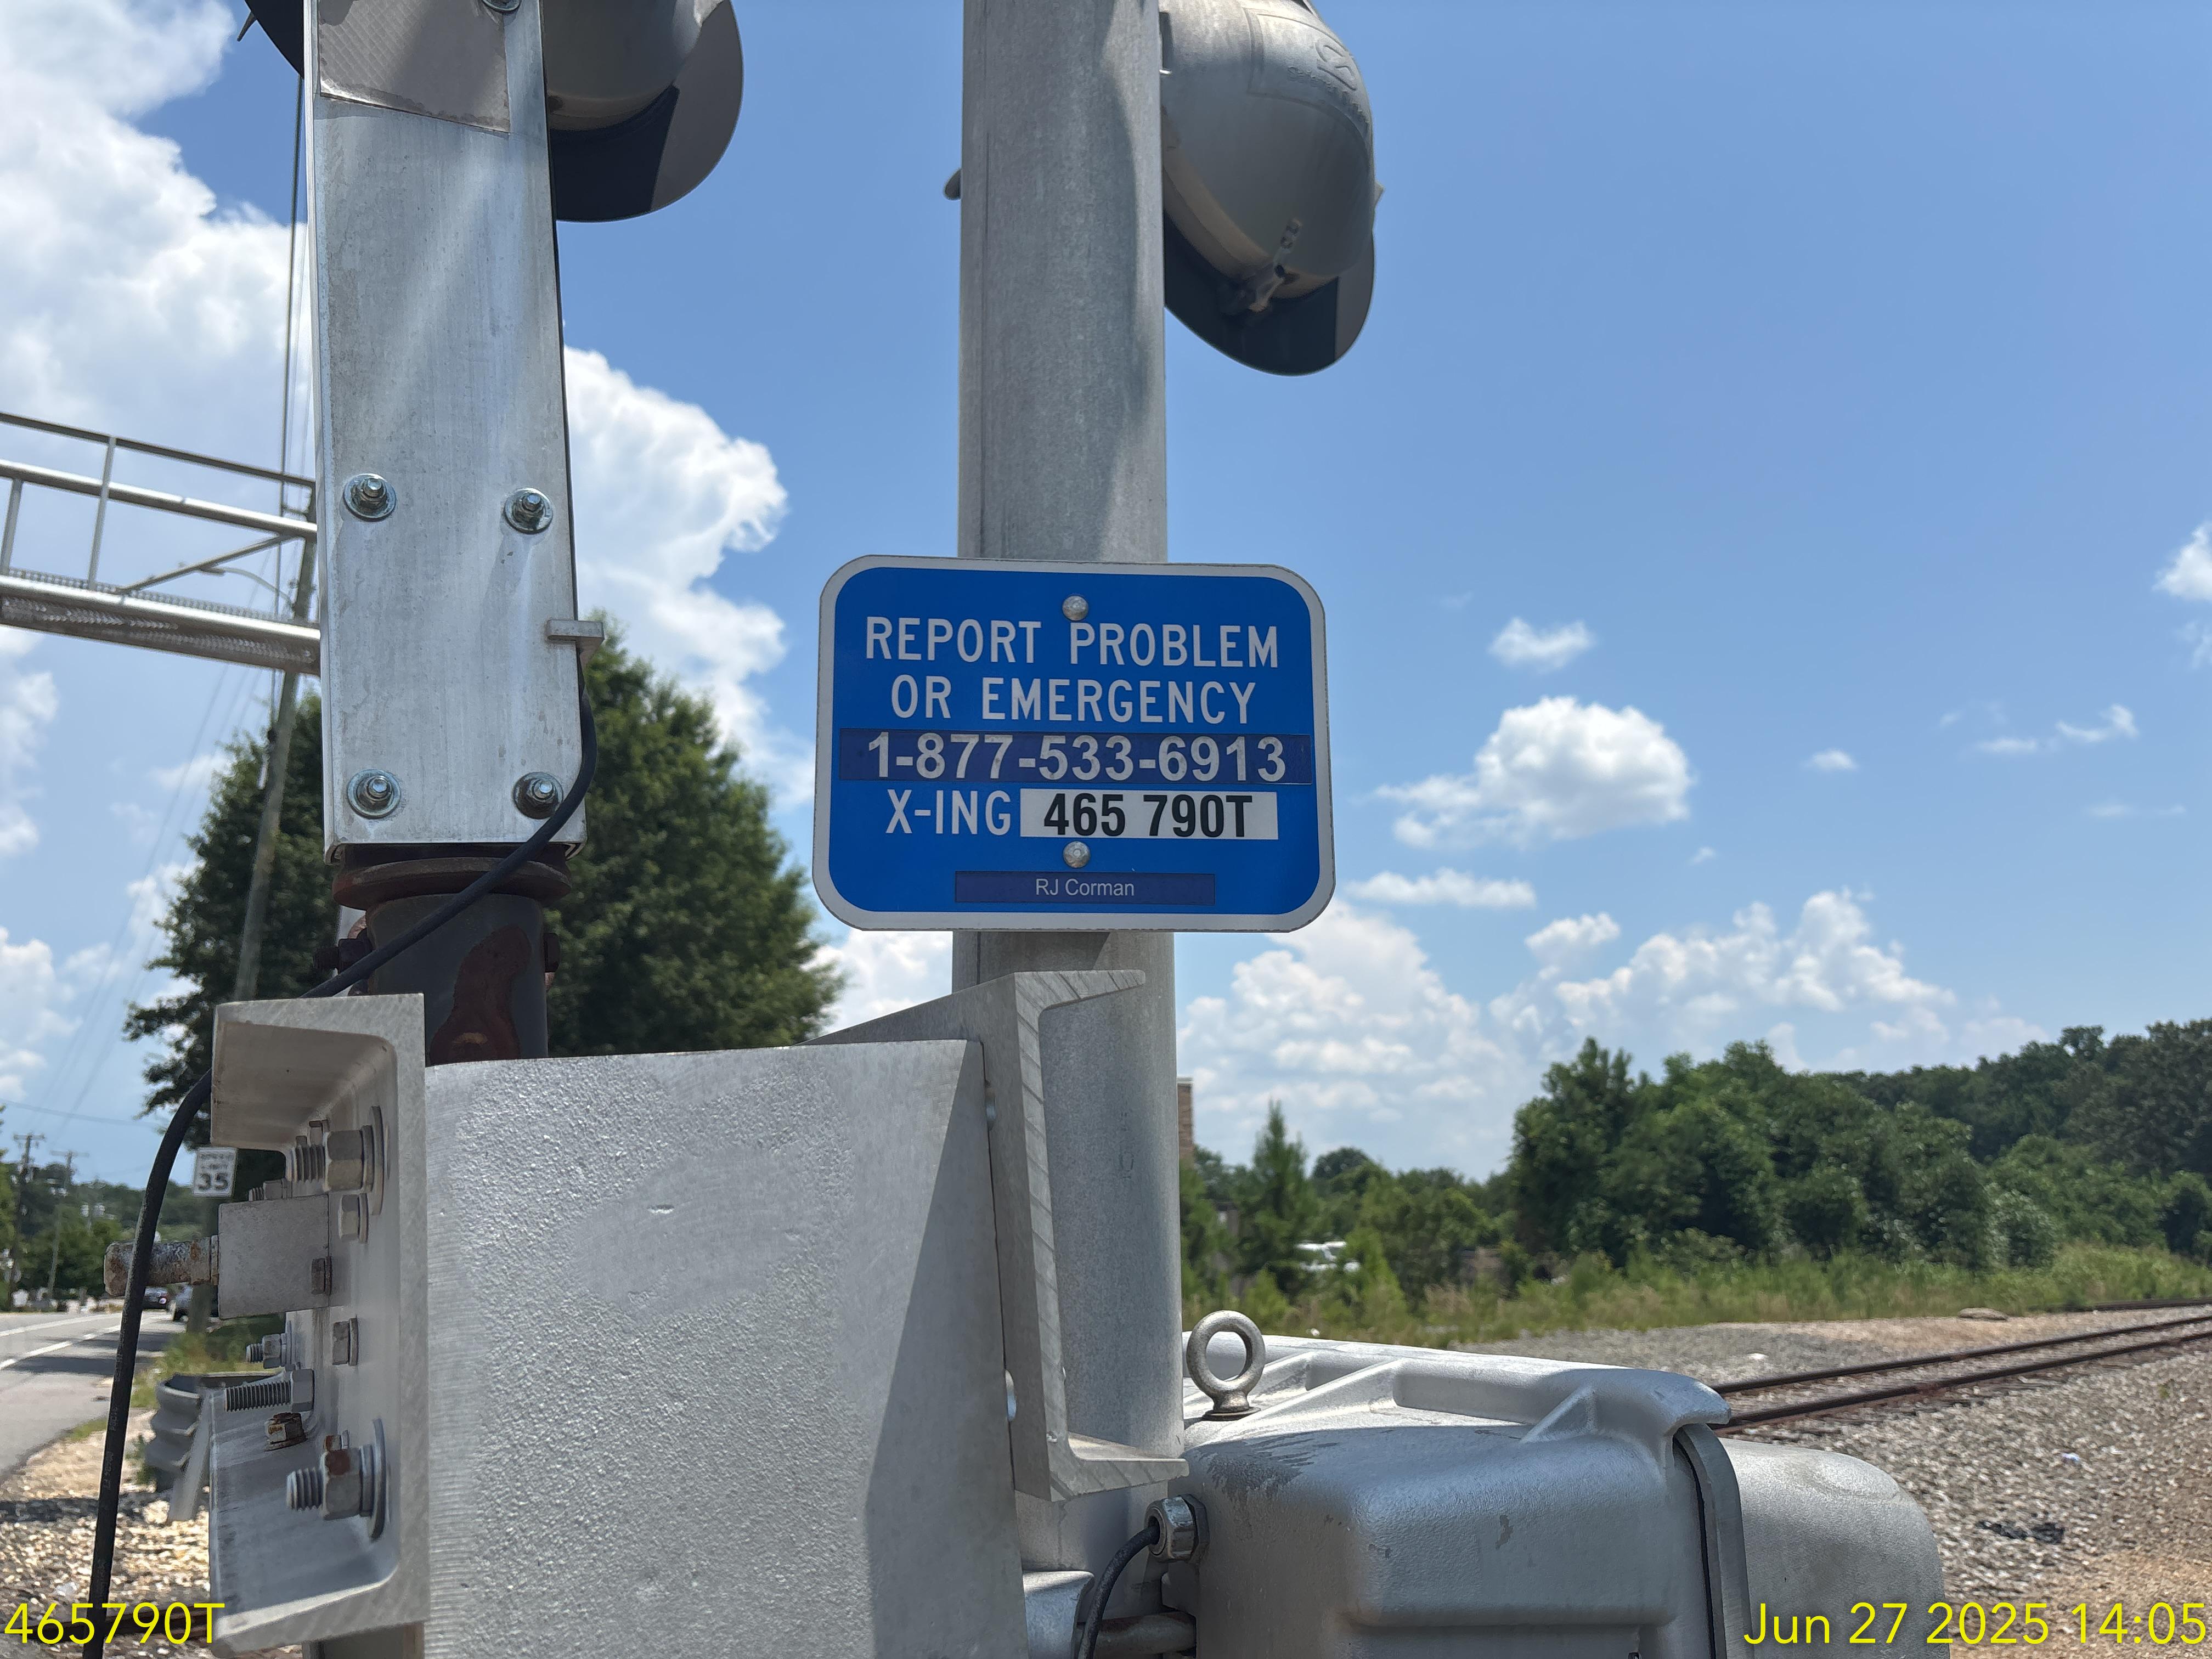 REPORT PROBLEM
OR EMERGENCY
1-877-533-6913
X-ING 465 790T
RJ Corman
35
465790T
Jun 27 2025 14:05